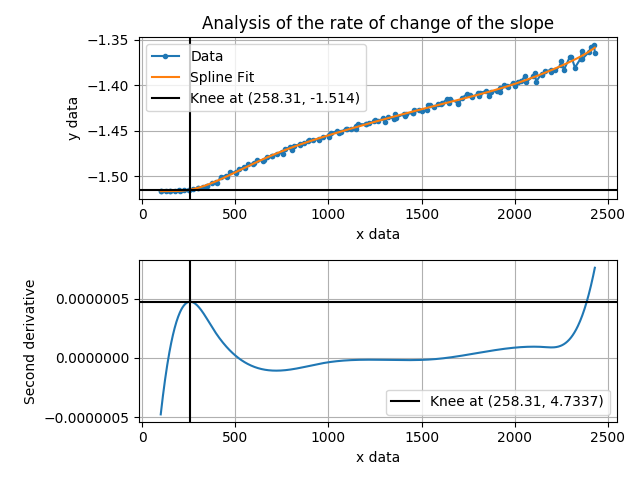 Analysis of the rate of change of the slope
−1.35
−1.40
−1.45
−1.50
y data
Data
Spline Fit
Knee at (258.31, -1.514)
0 500 1000 1500 2000 2500
x data
0.0000005
0.0000000
−0.0000005
Second derivative
Knee at (258.31, 4.7337)
0 500 1000 1500 2000 2500
x data